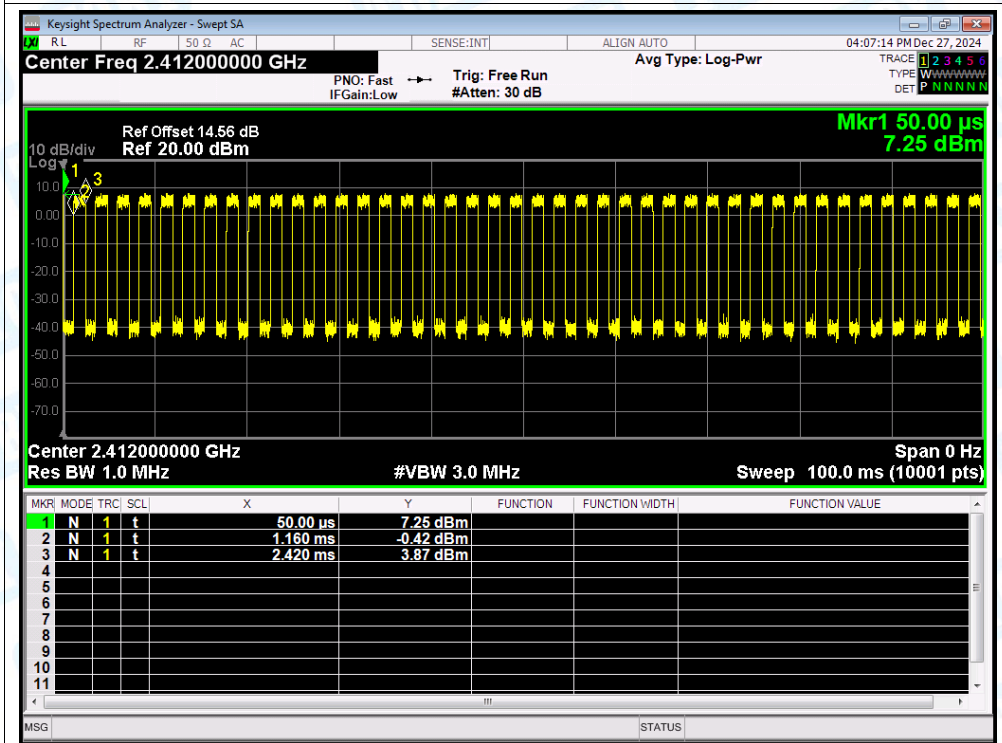 Keysight Spectrum Analyzer - Swept SA
LXI RL RF 50 Ω AC SENSE:INT ALIGN AUTO 04:07:14 PM Dec 27, 2024
Center Freq 2.412000000 GHz Avg Type: Log-Pwr TRACE 1 2 3 4 5 6
PNO: Fast Trig: Free Run TYPE WWWWWW
IFGain:Low #Atten: 30 dB DET P N N N N N
Mkr1 50.00 µs
Ref Offset 14.56 dB
10 dB/div Ref 20.00 dBm 7.25 dBm
Log
1
2
3
10.0
0.00
-10.0
-20.0
-30.0
-40.0
-50.0
-60.0
-70.0
Center 2.412000000 GHz Span 0 Hz
Res BW 1.0 MHz #VBW 3.0 MHz Sweep 100.0 ms (10001 pts)
MKR MODE TRC SCL X Y FUNCTION FUNCTION WIDTH FUNCTION VALUE
1 N 1 t 50.00 µs 7.25 dBm
2 N 1 t 1.160 ms -0.42 dBm
3 N 1 t 2.420 ms 3.87 dBm
4
5
6
7
8
9
10
11
MSG STATUS